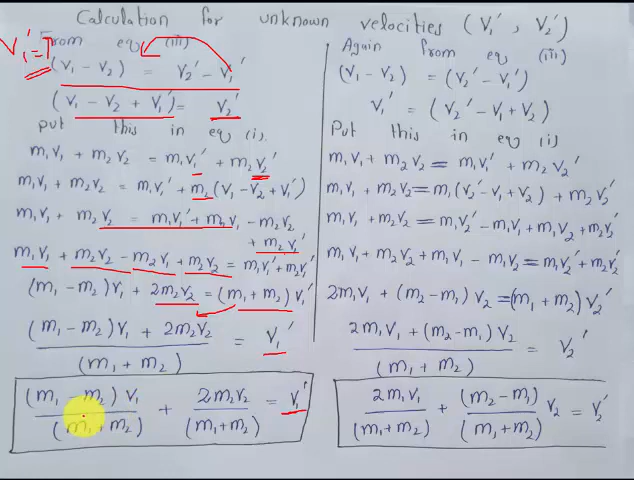 Calculation for unknown velocities (V₁', V₂')
V₁'=?
From eq (iii)
(V₁ - V₂) = V₂' - V₁'
(V₁ - V₂ + V₁') = V₂'
put this in eq (i).
m₁V₁ + m₂V₂ = m₁V₁' + m₂V₂'
m₁V₁ + m₂V₂ = m₁V₁' + m₂(V₁-V₂+V₁')
m₁V₁ + m₂V₂ = m₁V₁' + m₂V₁ - m₂V₂
+ m₂V₁'
m₁V₁ + m₂V₂ - m₂V₁ + m₂V₂ = m₁V₁' + m₂V₁'
(m₁ - m₂)V₁ + 2m₂V₂ = (m₁ + m₂)V₁'
(m₁ - m₂)V₁ + 2m₂V₂ / (m₁ + m₂) = V₁'
(m₁ - m₂)V₁ / (m₁ + m₂) + 2m₂V₂ / (m₁+m₂) = V₁'
Again from eq (iii)
(V₁ - V₂) = (V₂' - V₁')
V₁' = (V₂' - V₁ + V₂)
Put this in eq (i)
m₁V₁ + m₂V₂ = m₁V₁' + m₂V₂'
m₁V₁ + m₂V₂ = m₁(V₂' - V₁ + V₂) + m₂V₂'
m₁V₁ + m₂V₂ = m₁V₂' - m₁V₁ + m₁V₂ + m₂V₂'
m₁V₁ + m₂V₂ + m₁V₁ - m₁V₂ = m₁V₂' + m₂V₂'
2m₁V₁ + (m₂-m₁)V₂ = (m₁ + m₂)V₂'
2m₁V₁ + (m₂-m₁)V₂ / (m₁ + m₂) = V₂'
2m₁V₁ / (m₁+m₂) + (m₂-m₁) / (m₁+m₂) V₂ = V₂'